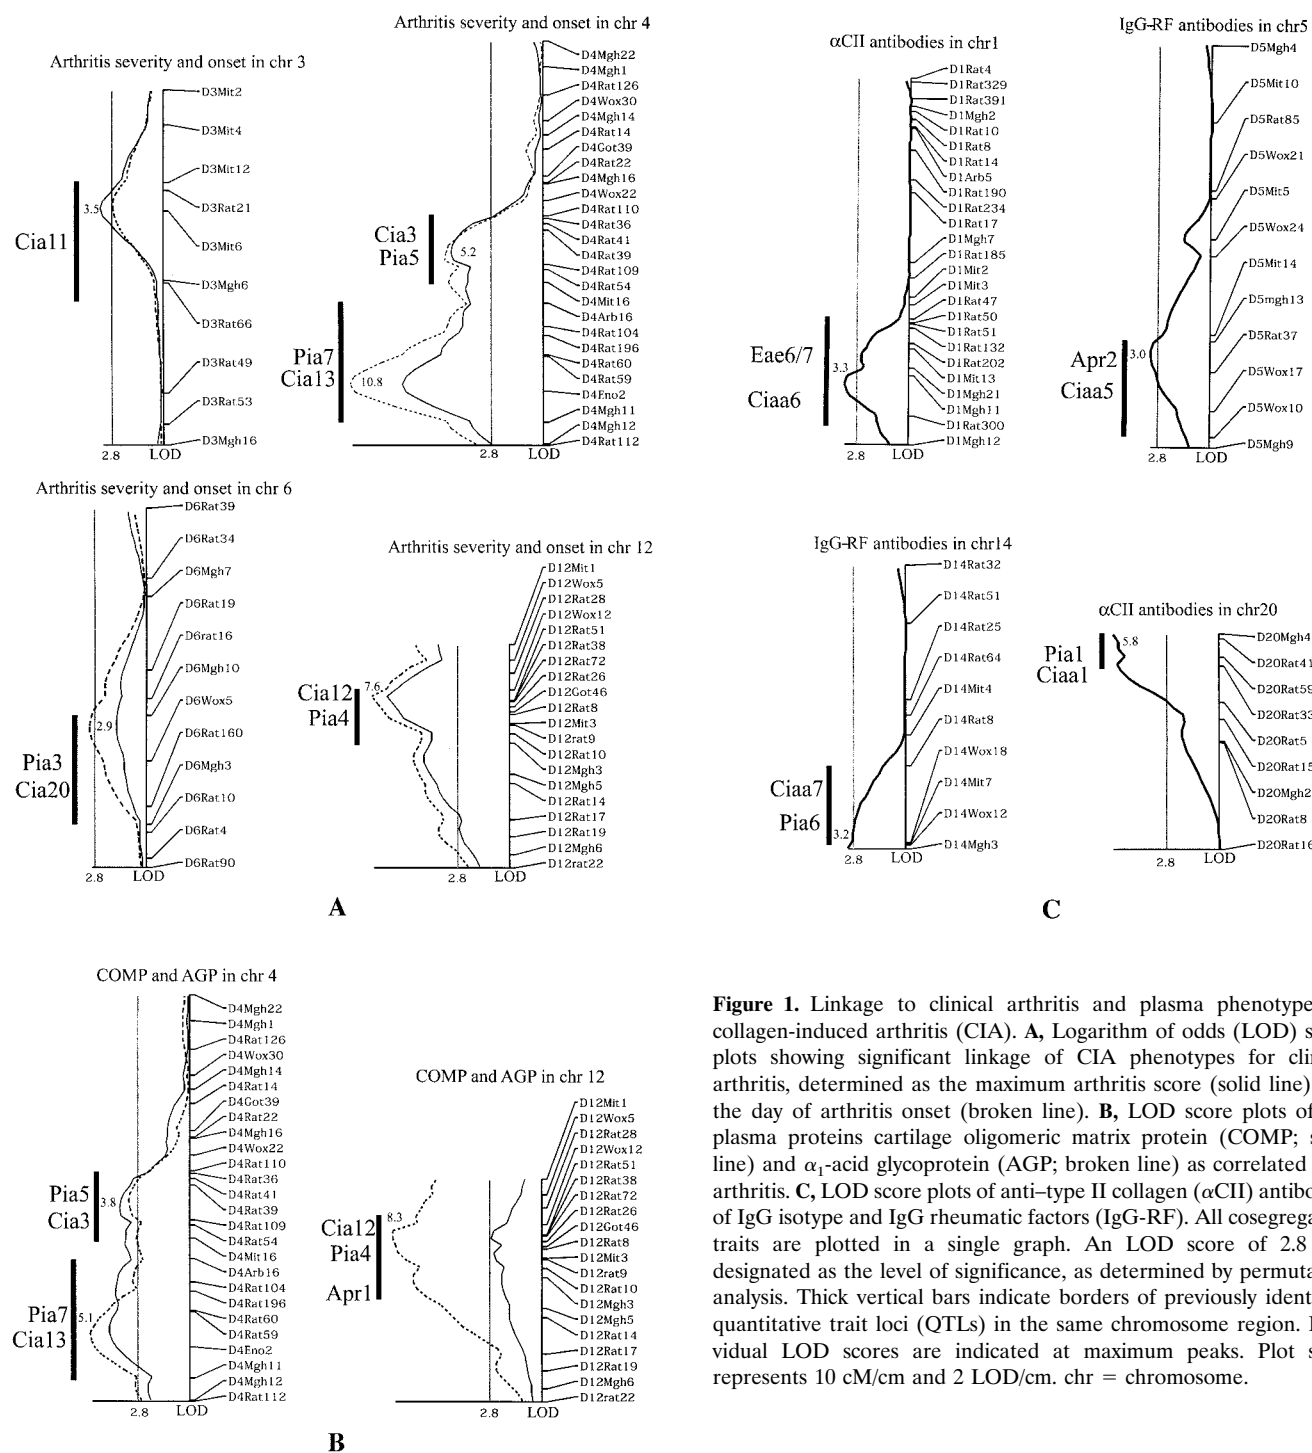 Arthritis severity and onset in chr 3
D3Mit2
D3Mit4
D3Mit12
D3Rat21
D3Mit6
D3Mgh6
D3Rat66
D3Rat49
D3Rat53
D3Mgh16
3.5
Cia11
2.8 LOD
Arthritis severity and onset in chr 4
D4Mgh22
D4Mgh1
D4Rat126
D4Wox30
D4Mgh14
D4Rat14
D4Got39
D4Rat22
D4Mgh16
D4Wox22
D4Rat110
D4Rat36
D4Rat41
D4Rat39
D4Rat109
D4Rat54
D4Mit16
D4Arb16
D4Rat104
D4Rat196
D4Rat60
D4Rat59
D4Eno2
D4Mgh11
D4Mgh12
D4Rat112
Cia3
Pia5
5.2
Pia7
Cia13
10.8
2.8 LOD
Arthritis severity and onset in chr 6
D6Rat39
D6Rat34
D6Mgh7
D6Rat19
D6rat16
D6Mgh10
D6Wox5
D6Rat160
D6Mgh3
D6Rat10
D6Rat4
D6Rat90
2.9
Pia3
Cia20
2.8 LOD
Arthritis severity and onset in chr 12
D12Mit1
D12Wox5
D12Rat28
D12Wox12
D12Rat51
D12Rat38
D12Rat72
D12Rat26
D12Got46
D12Rat8
D12Mit3
D12rat9
D12Rat10
D12Mgh3
D12Mgh5
D12Rat14
D12Rat17
D12Rat19
D12Mgh6
D12rat22
7.6
Cia12
Pia4
2.8 LOD
A
COMP and AGP in chr 4
D4Mgh22
D4Mgh1
D4Rat126
D4Wox30
D4Mgh14
D4Rat14
D4Got39
D4Rat22
D4Mgh16
D4Wox22
D4Rat110
D4Rat36
D4Rat41
D4Rat39
D4Rat109
D4Rat54
D4Mit16
D4Arb16
D4Rat104
D4Rat196
D4Rat60
D4Rat59
D4Eno2
D4Mgh11
D4Mgh12
D4Rat112
Pia5
Cia3
3.8
Pia7
Cia13
5.1
2.8 LOD
COMP and AGP in chr 12
D12Mit1
D12Wox5
D12Rat28
D12Wox12
D12Rat51
D12Rat38
D12Rat72
D12Rat26
D12Got46
D12Rat8
D12Mit3
D12rat9
D12Rat10
D12Mgh3
D12Mgh5
D12Rat14
D12Rat17
D12Rat19
D12Mgh6
D12rat22
8.3
Cia12
Pia4
Apr1
2.8 LOD
B
αCII antibodies in chr1
D1Rat4
D1Rat329
D1Rat391
D1Mgh2
D1Rat10
D1Rat8
D1Rat14
D1Arb5
D1Rat190
D1Rat234
D1Rat17
D1Mgh7
D1Rat185
D1Mit2
D1Mit3
D1Rat47
D1Rat50
D1Rat51
D1Rat132
D1Rat202
D1Mit13
D1Mgh21
D1Mgh11
D1Rat300
D1Mgh12
Eae6/7
Ciaa6
3.3
2.8 LOD
IgG-RF antibodies in chr5
D5Mgh4
D5Mit10
D5Rat85
D5Wox21
D5Mit5
D5Wox24
D5Mit14
D5mgh13
D5Rat37
D5Wox17
D5Wox10
D5Mgh9
Apr2
Ciaa5
3.0
2.8 LOD
IgG-RF antibodies in chr14
D14Rat32
D14Rat51
D14Rat25
D14Rat64
D14Mit4
D14Rat8
D14Wox18
D14Mit7
D14Wox12
D14Mgh3
Ciaa7
Pia6
3.2
2.8 LOD
αCII antibodies in chr20
D20Mgh4
D20Rat41
D20Rat59
D20Rat33
D20Rat5
D20Rat15
D20Mgh2
D20Rat8
D20Rat16
5.8
Pia1
Ciaa1
2.8 LOD
C
Figure 1. Linkage to clinical arthritis and plasma phenotype
collagen-induced arthritis (CIA). A, Logarithm of odds (LOD) s
plots showing significant linkage of CIA phenotypes for clin
arthritis, determined as the maximum arthritis score (solid line)
the day of arthritis onset (broken line). B, LOD score plots of
plasma proteins cartilage oligomeric matrix protein (COMP; s
line) and α1-acid glycoprotein (AGP; broken line) as correlated
arthritis. C, LOD score plots of anti–type II collagen (αCII) antibo
of IgG isotype and IgG rheumatic factors (IgG-RF). All cosegrega
traits are plotted in a single graph. An LOD score of 2.8
designated as the level of significance, as determined by permuta
analysis. Thick vertical bars indicate borders of previously ident
quantitative trait loci (QTLs) in the same chromosome region. I
vidual LOD scores are indicated at maximum peaks. Plot s
represents 10 cM/cm and 2 LOD/cm. chr = chromosome.